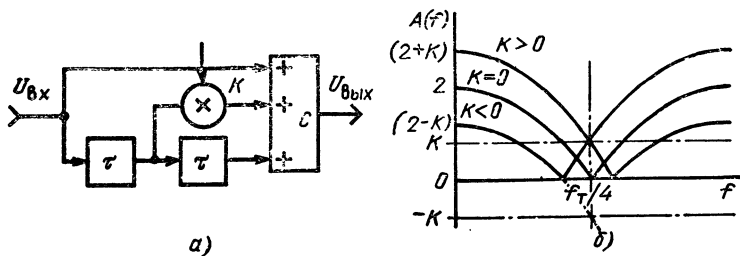 U_вх
K
+
+
+
С
U_вых
τ
τ
а)
A(f)
(2+K)
K>0
2
K=0
K<0
(2-K)
K
0
f_T/4
f
-K
б)